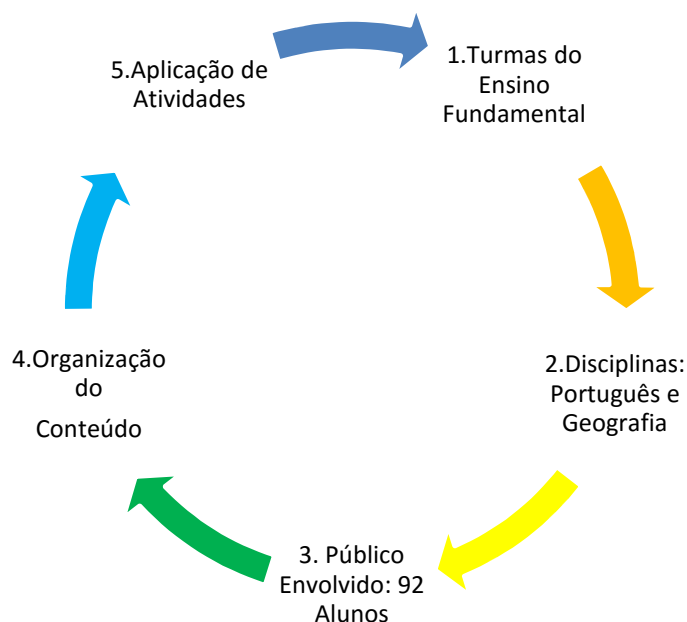 1.Turmas do
Ensino
Fundamental
2.Disciplinas:
Português e
Geografia
3. Público
Envolvido: 92
Alunos
4.Organização
do
Conteúdo
5.Aplicação de
Atividades